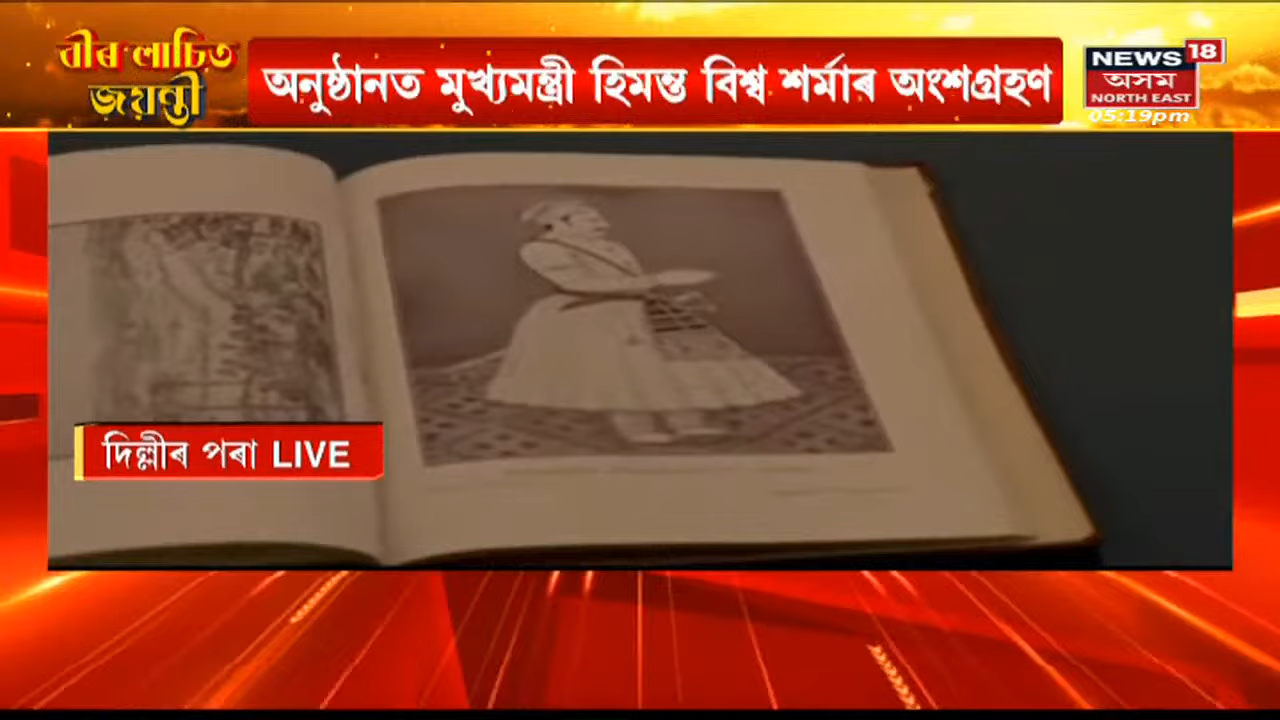 বীৰ লাচিত
জয়ন্তী
অনুষ্ঠানত মুখ্যমন্ত্ৰী হিমন্ত বিশ্ব শৰ্মাৰ অংশগ্ৰহণ
NEWS 18
অসম
NORTH EAST
05:19pm
দিল্লীৰ পৰা LIVE